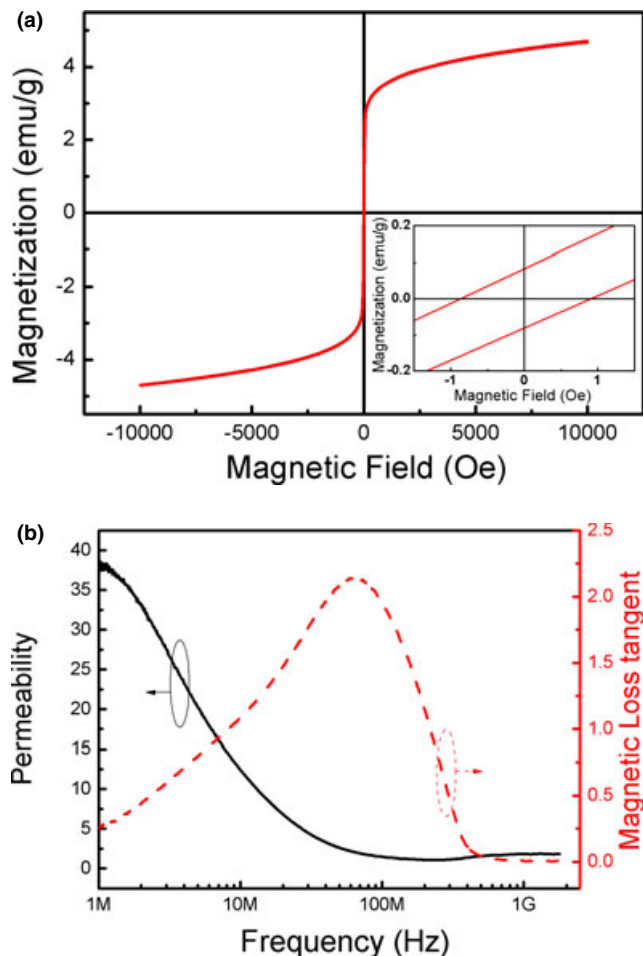 (a)
Magnetization (emu/g)
4
2
0
-2
-4
-10000 -5000 0 5000 10000
Magnetic Field (Oe)
Magnetization (emu/g)
0.2
0.0
-0.2
-1 0 1
Magnetic Field (Oe)
(b)
Permeability
40
35
30
25
20
15
10
5
0
1M 10M 100M 1G
Frequency (Hz)
2.5
2.0
1.5
1.0
0.5
0.0
Magnetic Loss tangent